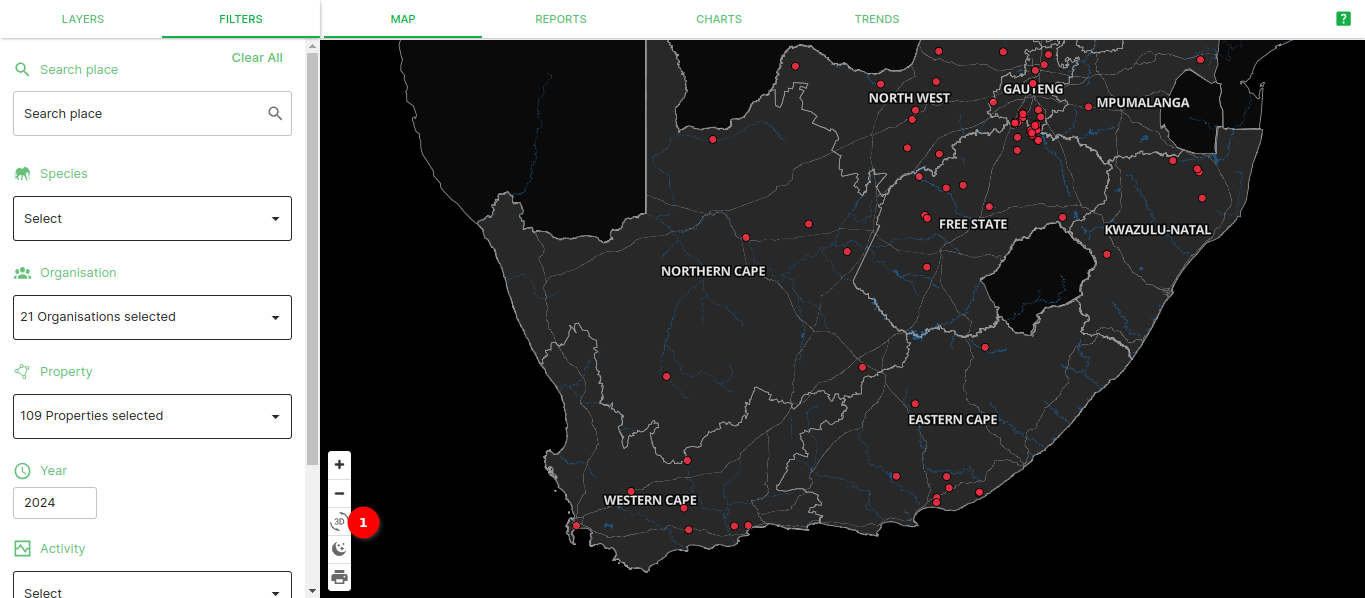 LAYERS
FILTERS
MAP
REPORTS
CHARTS
TRENDS
?
Clear All
Search place
Search place
Species
Select
Organisation
21 Organisations selected
Property
109 Properties selected
Year
2024
Activity
Select
NORTH WEST
GAUTENG
MPUMALANGA
FREE STATE
KWAZULU-NATAL
NORTHERN CAPE
EASTERN CAPE
WESTERN CAPE
+
−
3D
1